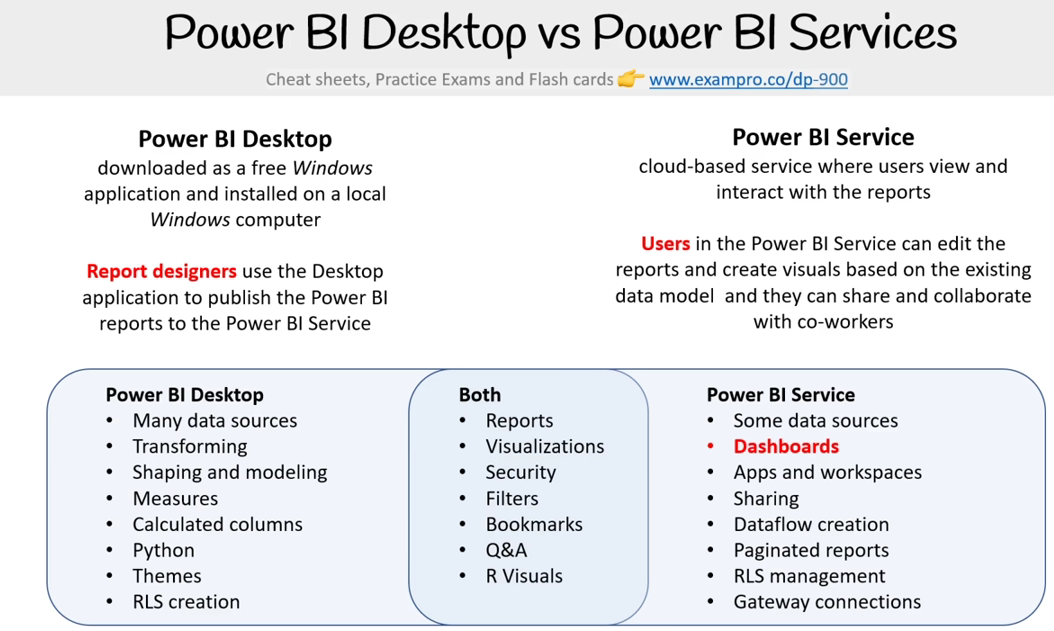 Power BI Desktop vs Power BI Services
Cheat sheets, Practice Exams and Flash cards 👉 www.exampro.co/dp-900
Power BI Desktop
downloaded as a free Windows
application and installed on a local
Windows computer
Report designers use the Desktop
application to publish the Power BI
reports to the Power BI Service
Power BI Service
cloud-based service where users view and
interact with the reports
Users in the Power BI Service can edit the
reports and create visuals based on the existing
data model and they can share and collaborate
with co-workers
Power BI Desktop
• Many data sources
• Transforming
• Shaping and modeling
• Measures
• Calculated columns
• Python
• Themes
• RLS creation
Both
• Reports
• Visualizations
• Security
• Filters
• Bookmarks
• Q&A
• R Visuals
Power BI Service
• Some data sources
• Dashboards
• Apps and workspaces
• Sharing
• Dataflow creation
• Paginated reports
• RLS management
• Gateway connections